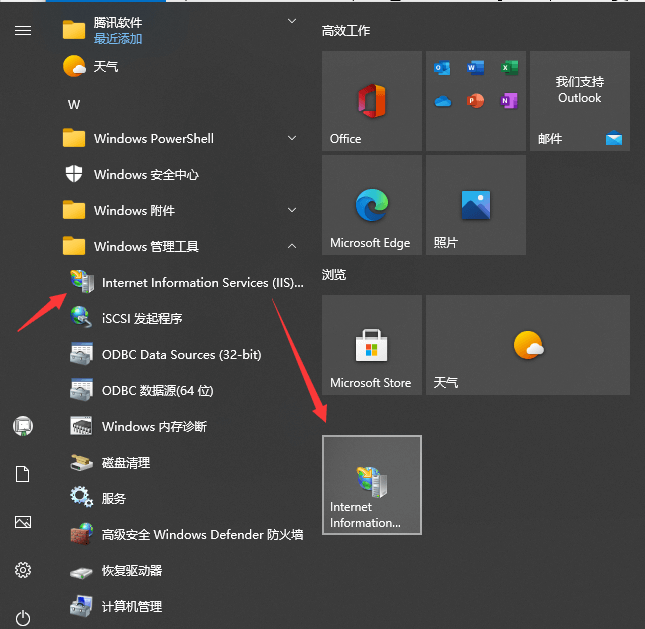 腾讯软件
最近添加
天气
W
Windows PowerShell
Windows 安全中心
Windows 附件
Windows 管理工具
Internet Information Services (IIS)...
iSCSI 发起程序
ODBC Data Sources (32-bit)
ODBC 数据源(64 位)
Windows 内存诊断
磁盘清理
服务
高级安全 Windows Defender 防火墙
恢复驱动器
计算机管理
高效工作
Office
我们支持
Outlook
邮件
Microsoft Edge
照片
浏览
Microsoft Store
天气
Internet
Information...